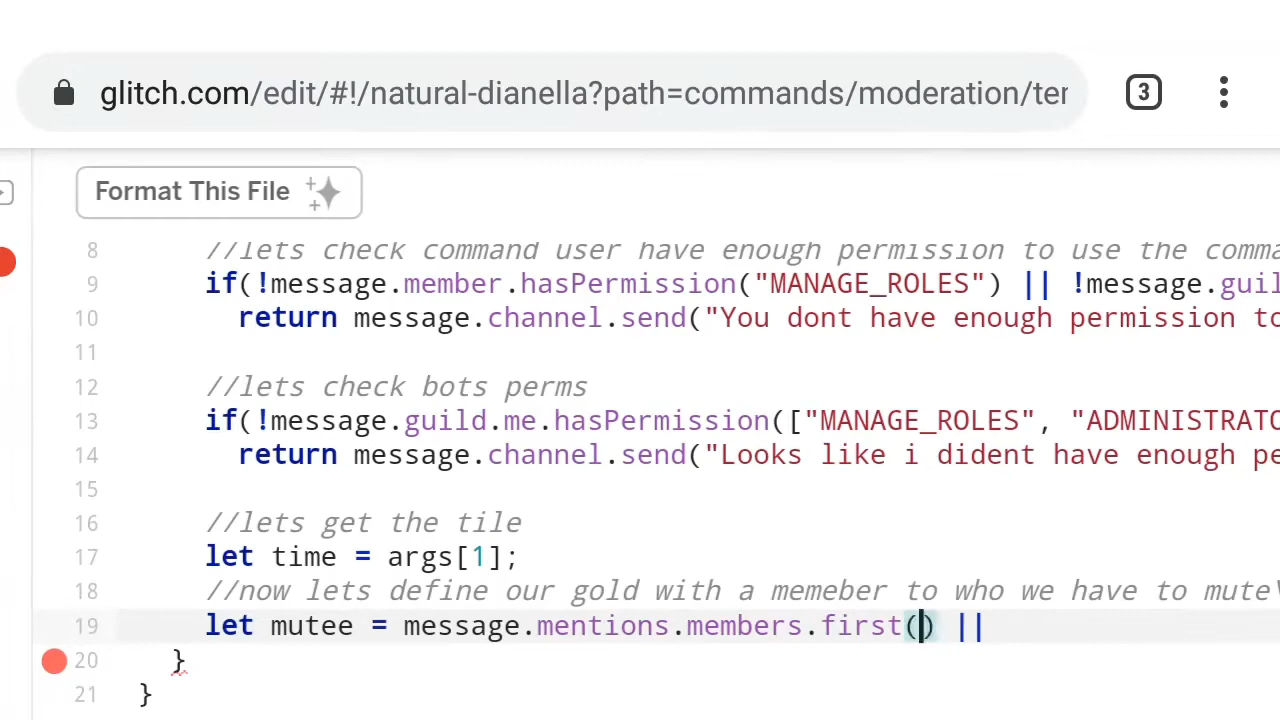 glitch.com/edit/#!/natural-dianella?path=commands/moderation/ter
3
Format This File
8 //lets check command user have enough permission to use the comma
9 if(!message.member.hasPermission("MANAGE_ROLES") || !message.guil
10 return message.channel.send("You dont have enough permission to
11
12 //lets check bots perms
13 if(!message.guild.me.hasPermission(["MANAGE_ROLES", "ADMINISTRATO
14 return message.channel.send("Looks like i dident have enough pe
15
16 //lets get the tile
17 let time = args[1];
18 //now lets define our gold with a memeber to who we have to mute\
19 let mutee = message.mentions.members.first() ||
20 }
21 }